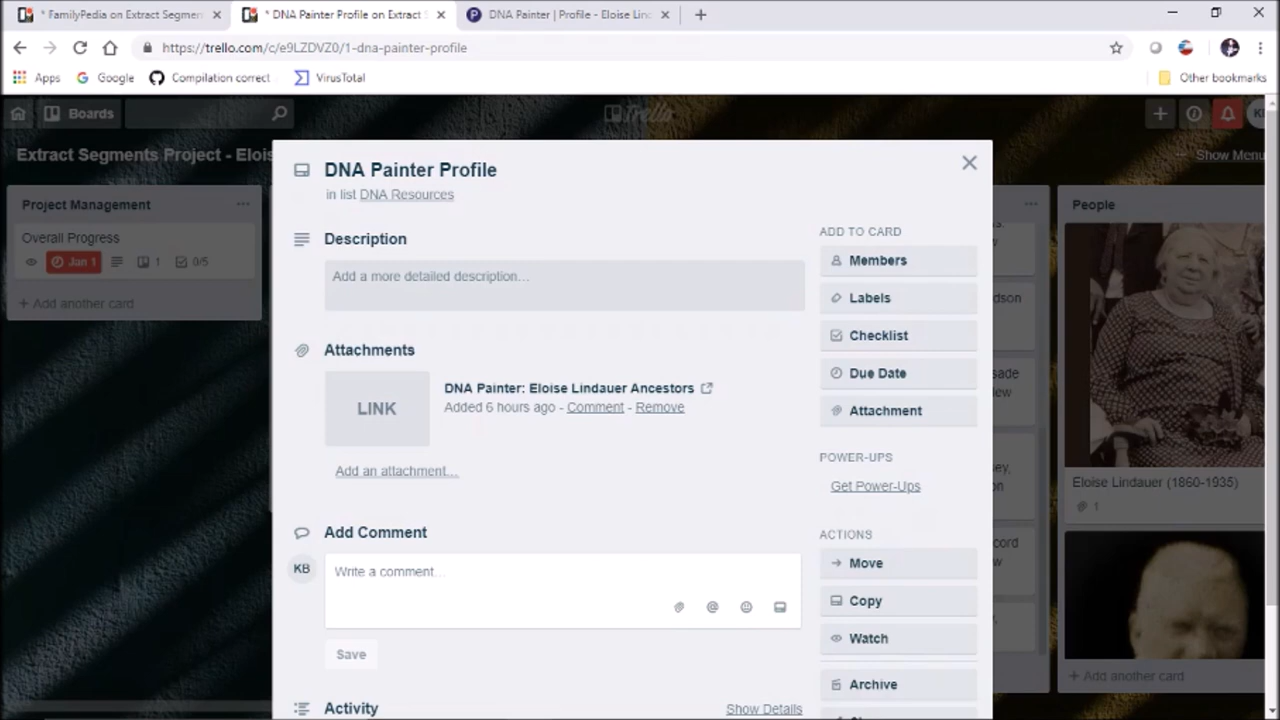 * FamilyPedia on Extract Segmen
* DNA Painter Profile on Extract S
DNA Painter | Profile - Eloise Lind
https://trello.com/c/e9LZDVZ0/1-dna-painter-profile
Apps
Google
Compilation correct
VirusTotal
Other bookmarks
Boards
Trello
Extract Segments Project - Elois
Show Menu
Project Management
Overall Progress
Jan 1
1
0/5
+ Add another card
DNA Painter Profile
in list DNA Resources
Description
Add a more detailed description…
Attachments
LINK
DNA Painter: Eloise Lindauer Ancestors
Added 6 hours ago - Comment - Remove
Add an attachment…
Add Comment
KB
Write a comment…
Save
Activity
Show Details
ADD TO CARD
Members
Labels
Checklist
Due Date
Attachment
POWER-UPS
Get Power-Ups
ACTIONS
Move
Copy
Watch
Archive
People
Eloise Lindauer (1860-1935)
1
+ Add another card